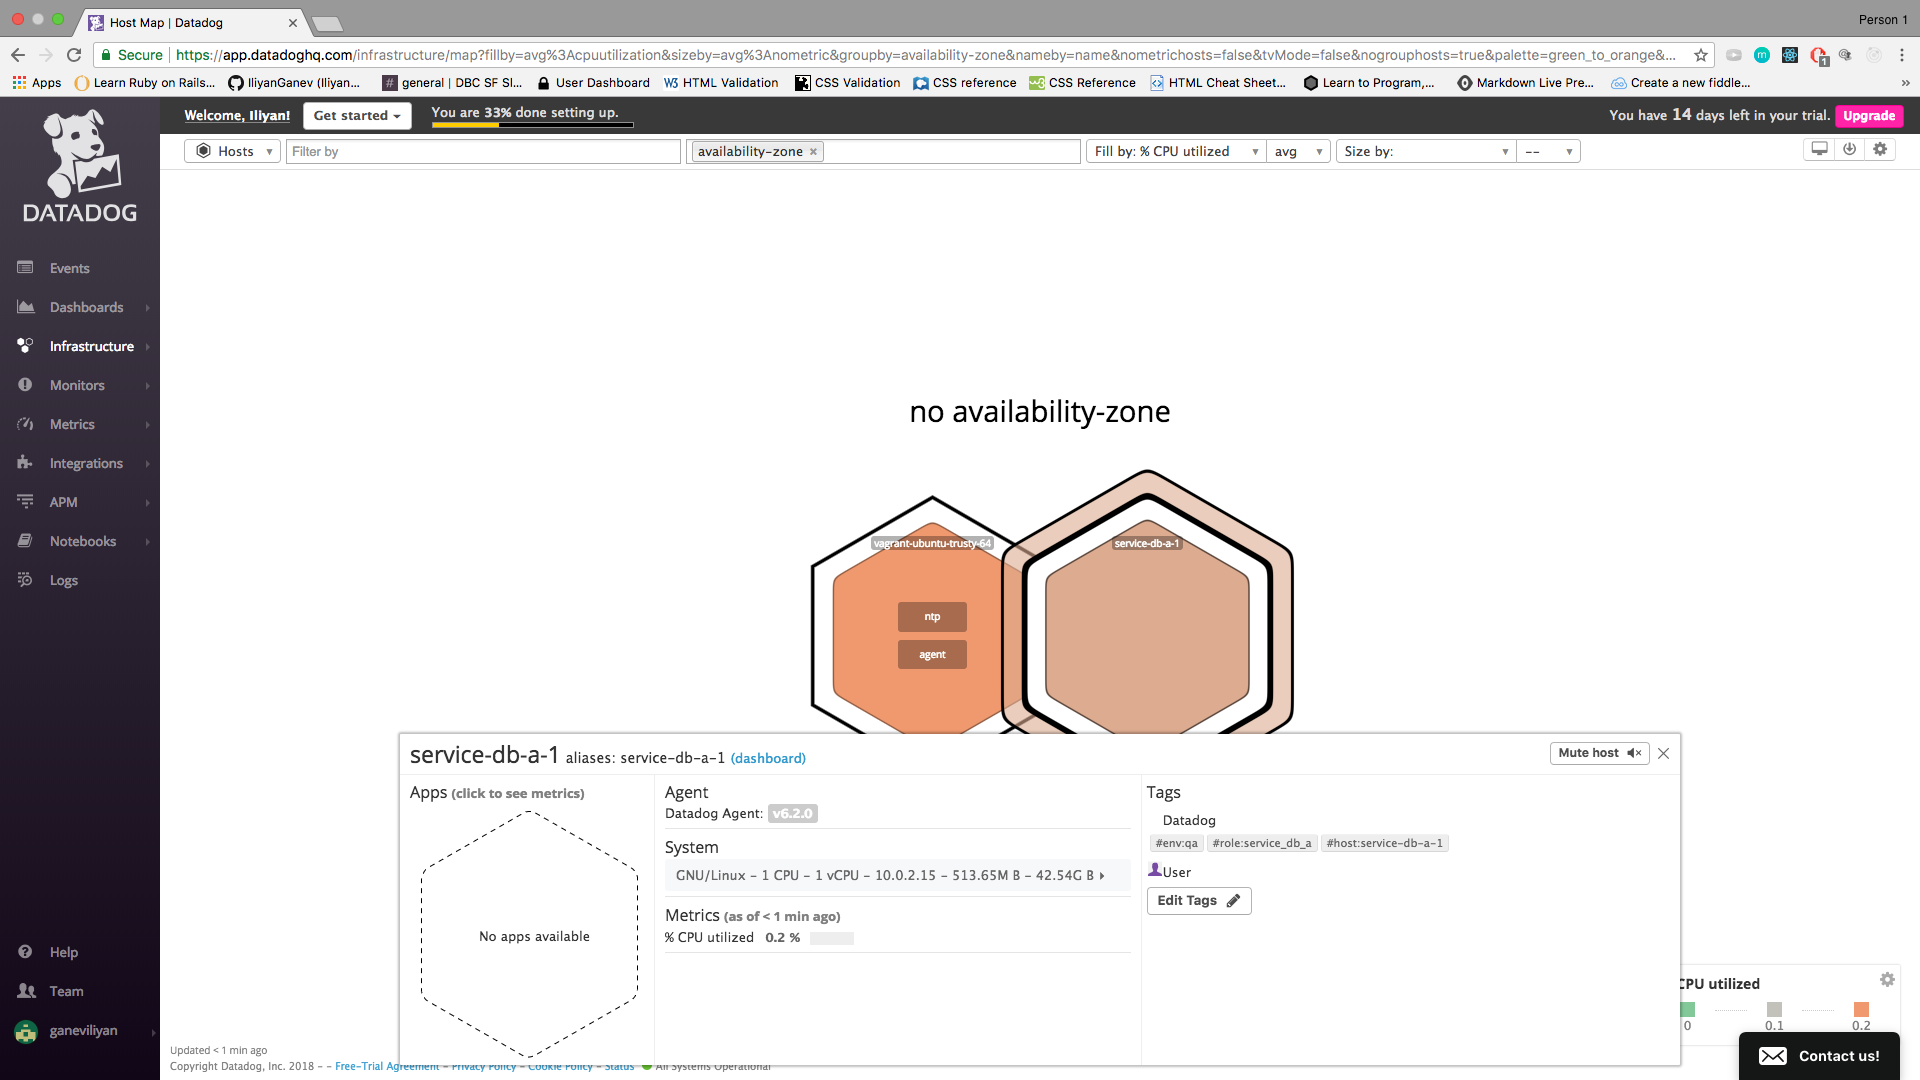 Host Map | Datadog
Person 1
Secure
https://app.datadoghq.com/infrastructure/map?fillby=avg%3Acpuutilization&sizeby=avg%3Anometric&groupby=availability-zone&nameby=name&nometrichosts=false&tvMode=false&nogrouphosts=true&palette=green_to_orange&...
Apps
Learn Ruby on Rails...
IliyanGanev (Iliyan...
general | DBC SF Sl...
User Dashboard
HTML Validation
CSS Validation
CSS reference
CSS Reference
HTML Cheat Sheet...
Learn to Program,...
Markdown Live Pre...
Create a new fiddle...
»
DATADOG
Welcome, Iliyan!
Get started
You are 33% done setting up.
You have 14 days left in your trial.
Upgrade
Hosts
Filter by
availability-zone ×
Fill by: % CPU utilized
avg
Size by:
--
Events
Dashboards
Infrastructure
Monitors
Metrics
Integrations
APM
Notebooks
Logs
Help
Team
ganeviliyan
no availability-zone
vagrant-ubuntu-trusty-64
service-db-a-1
ntp
agent
service-db-a-1 aliases: service-db-a-1 (dashboard)
Mute host
Apps (click to see metrics)
No apps available
Agent
Datadog Agent: v6.2.0
System
GNU/Linux - 1 CPU - 1 vCPU - 10.0.2.15 - 513.65M B - 42.54G B
Metrics (as of < 1 min ago)
% CPU utilized 0.2 %
Tags
Datadog
#env:qa #role:service_db_a #host:service-db-a-1
User
Edit Tags
CPU utilized
0 0.1 0.2
Contact us!
Updated < 1 min ago
Copyright Datadog, Inc. 2018 - - Free-Trial Agreement - Privacy Policy - Cookie Policy - Status All Systems Operational